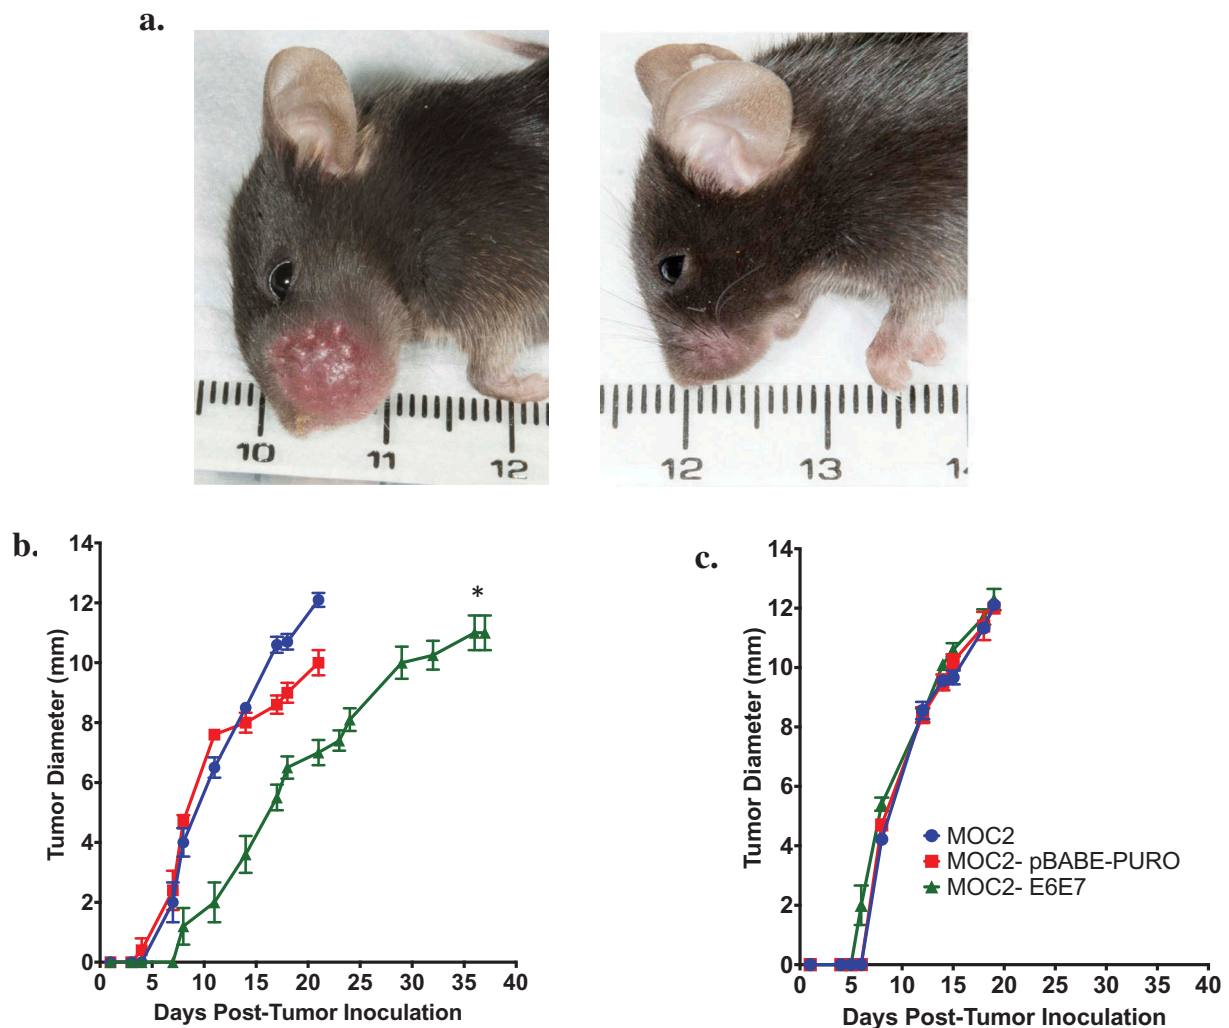 a.
10 11 12
12 13 14
b.
14
12
10
8
6
4
2
0
*
0 5 10 15 20 25 30 35 40
Tumor Diameter (mm)
Days Post-Tumor Inoculation
c.
14
12
10
8
6
4
2
0
MOC2
MOC2- pBABE-PURO
MOC2- E6E7
0 5 10 15 20 25 30 35 40
Tumor Diameter (mm)
Days Post-Tumor Inoculation